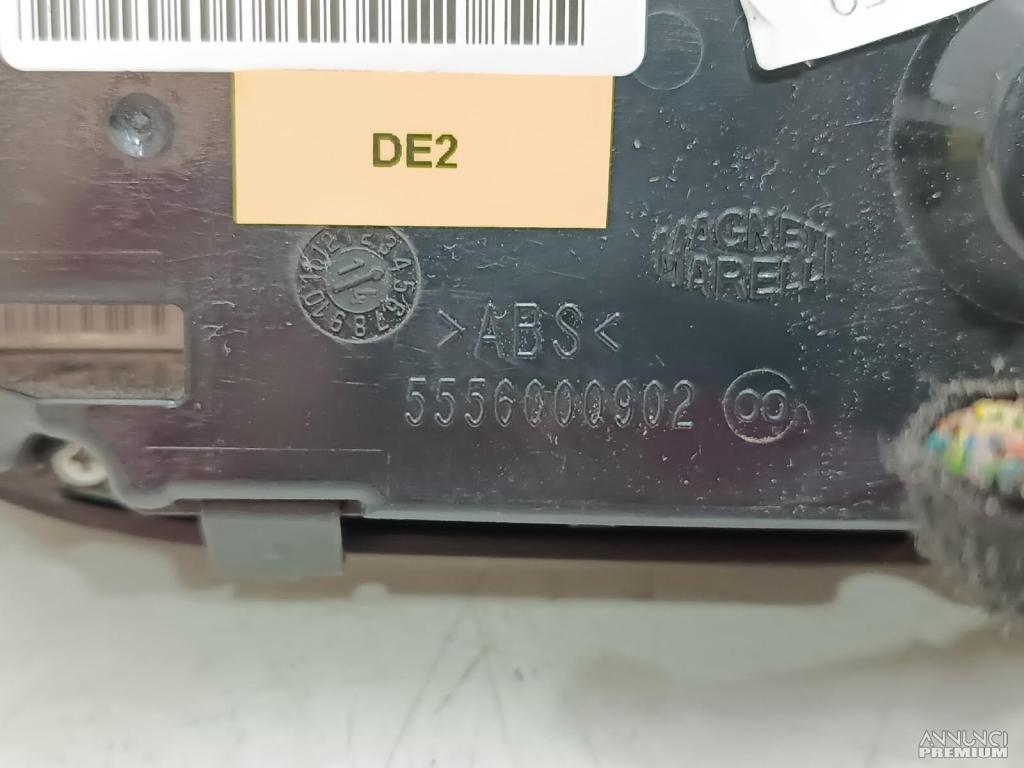 DE2
MAGNETI
MARELLI
>ABS<
5556000902
ANNUNCI
PREMIUM